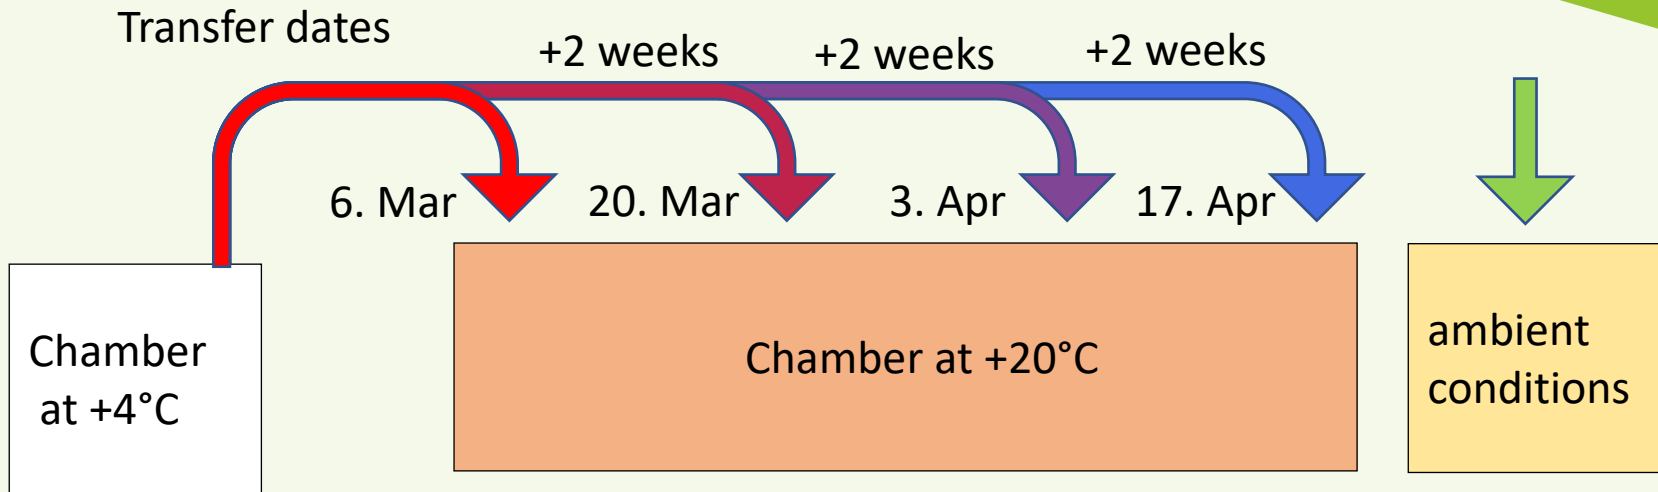 Transfer dates
+2 weeks
+2 weeks
+2 weeks
6. Mar
20. Mar
3. Apr
17. Apr
Chamber
at +4°C
Chamber at +20°C
ambient
conditions